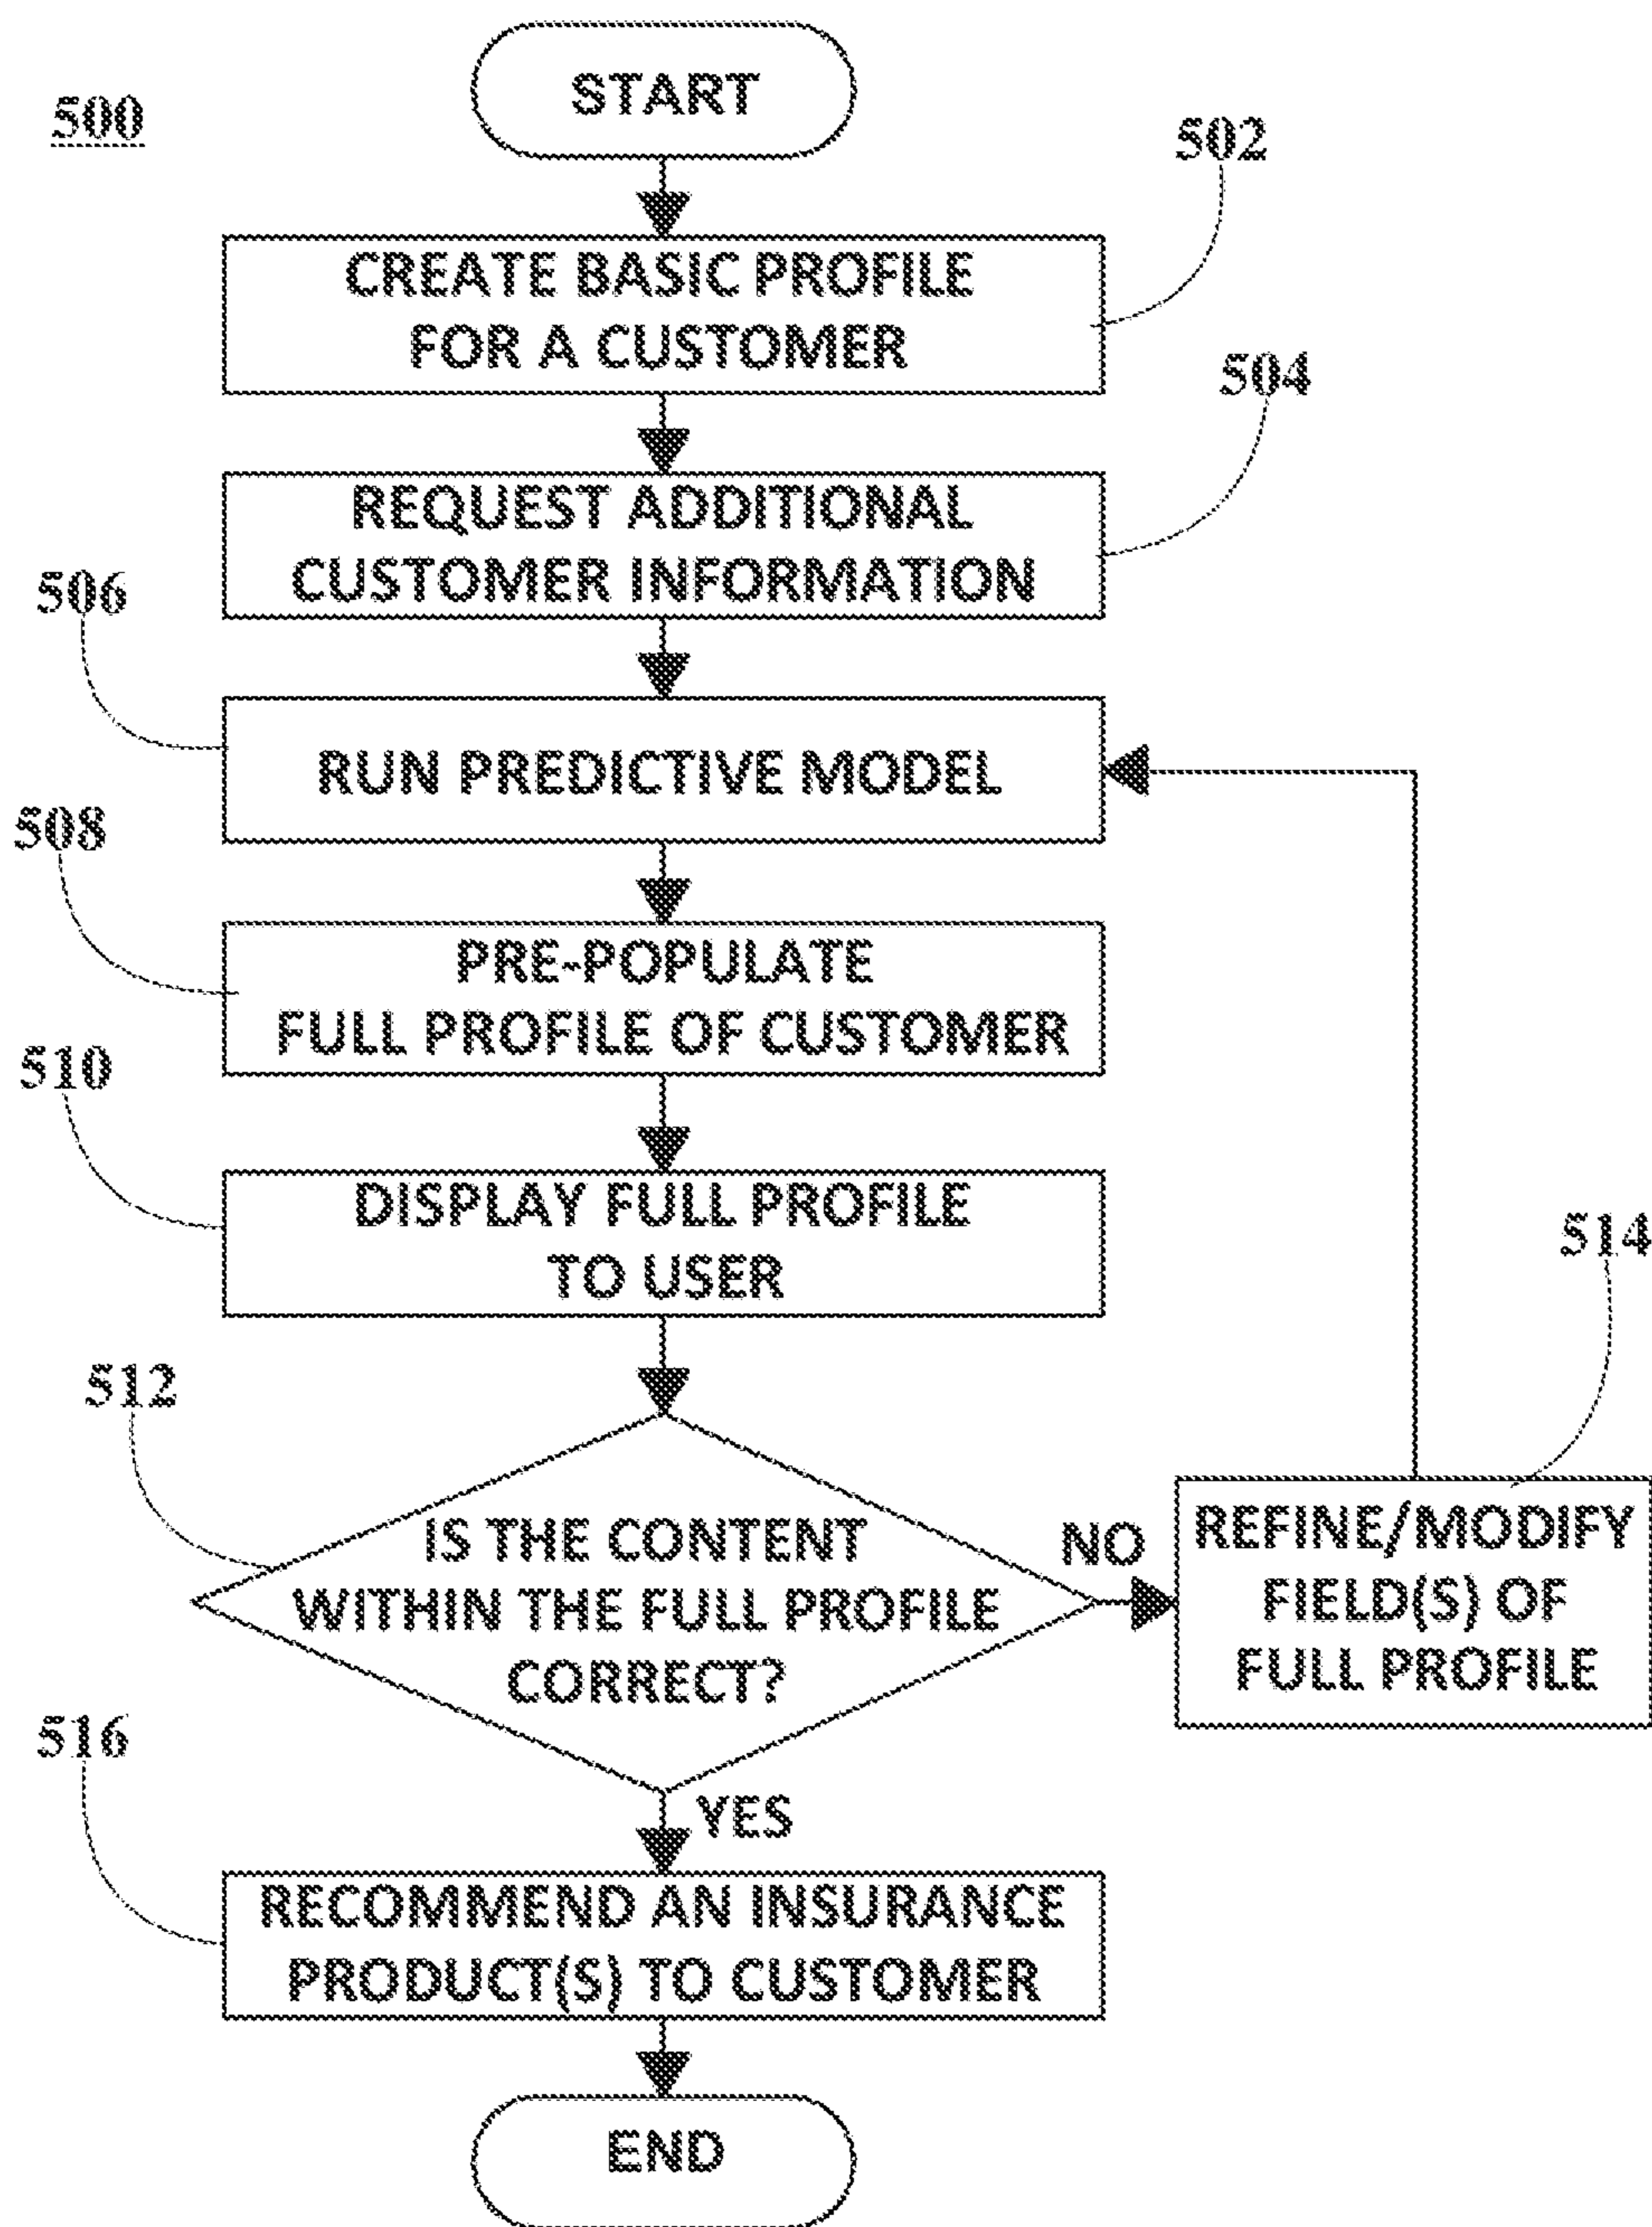 START
500
502
CREATE BASIC PROFILE
FOR A CUSTOMER
504
REQUEST ADDITIONAL
CUSTOMER INFORMATION
506
RUN PREDICTIVE MODEL
508
PRE-POPULATE
FULL PROFILE OF CUSTOMER
510
DISPLAY FULL PROFILE
TO USER
512
IS THE CONTENT
WITHIN THE FULL PROFILE
CORRECT?
NO
514
REFINE/MODIFY
FIELD(S) OF
FULL PROFILE
YES
516
RECOMMEND AN INSURANCE
PRODUCT(S) TO CUSTOMER
END